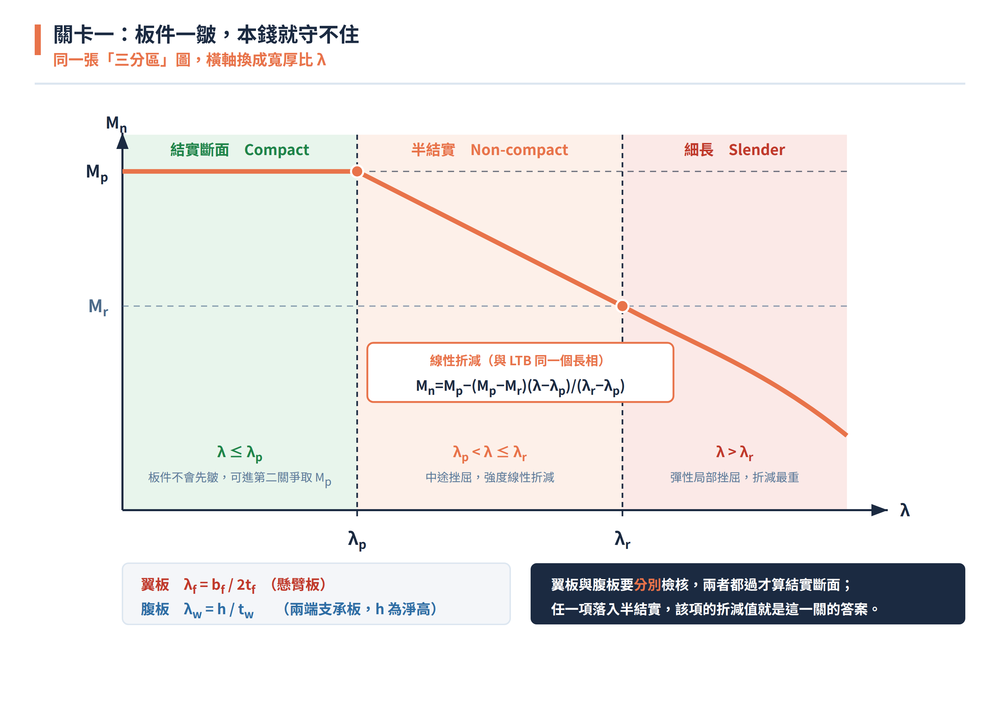 關卡一：板件一皺，本錢就守不住
同一張「三分區」圖，橫軸換成寬厚比 λ
Mn
結實斷面　Compact
半結實　Non-compact
細長　Slender
Mp
Mr
線性折減（與 LTB 同一個長相）
Mn=Mp−(Mp−Mr)(λ−λp)/(λr−λp)
λ ≤ λp
λp < λ ≤ λr
λ > λr
板件不會先皺，可進第二關爭取 Mp
中途挫屈，強度線性折減
彈性局部挫屈，折減最重
λ
λp
λr
翼板　λf = bf / 2tf （懸臂板）
腹板　λw = h / tw　（兩端支承板，h 為淨高）
翼板與腹板要分別檢核，兩者都過才算結實斷面；
任一項落入半結實，該項的折減值就是這一關的答案。